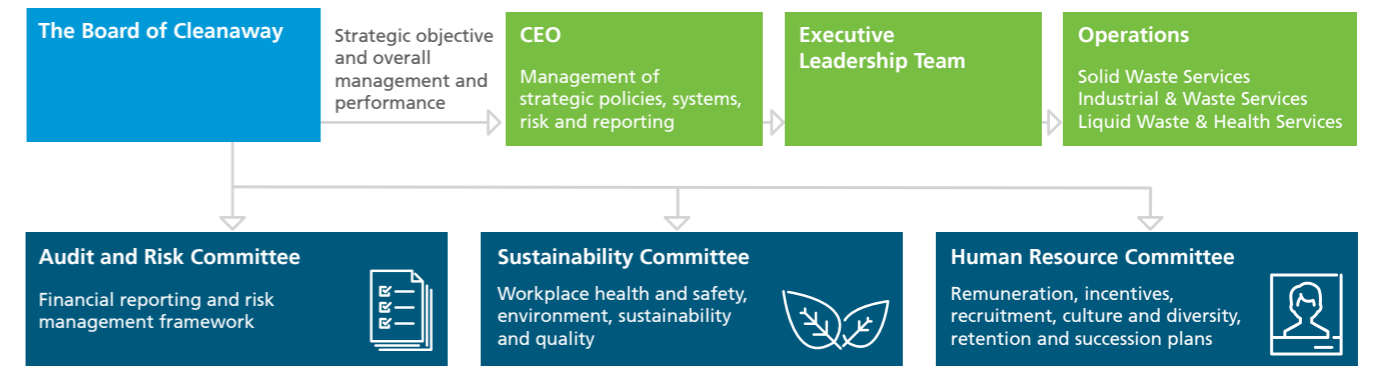 The Board of Cleanaway
Strategic objective
and overall
management and
performance
CEO
Management of
strategic policies, systems,
risk and reporting
Executive
Leadership Team
Operations
Solid Waste Services
Industrial & Waste Services
Liquid Waste & Health Services
Audit and Risk Committee
Financial reporting and risk
management framework
Sustainability Committee
Workplace health and safety,
environment, sustainability
and quality
Human Resource Committee
Remuneration, incentives,
recruitment, culture and diversity,
retention and succession plans